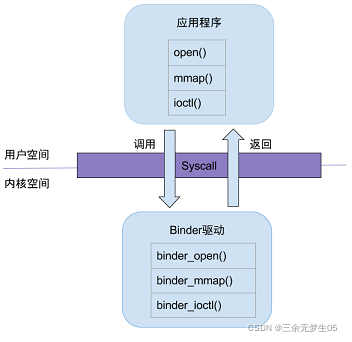 应用程序
open()
mmap()
ioctl()
调用
返回
用户空间
Syscall
内核空间
Binder驱动
binder_open()
binder_mmap()
binder_ioctl()
CSDN @三余无梦生05